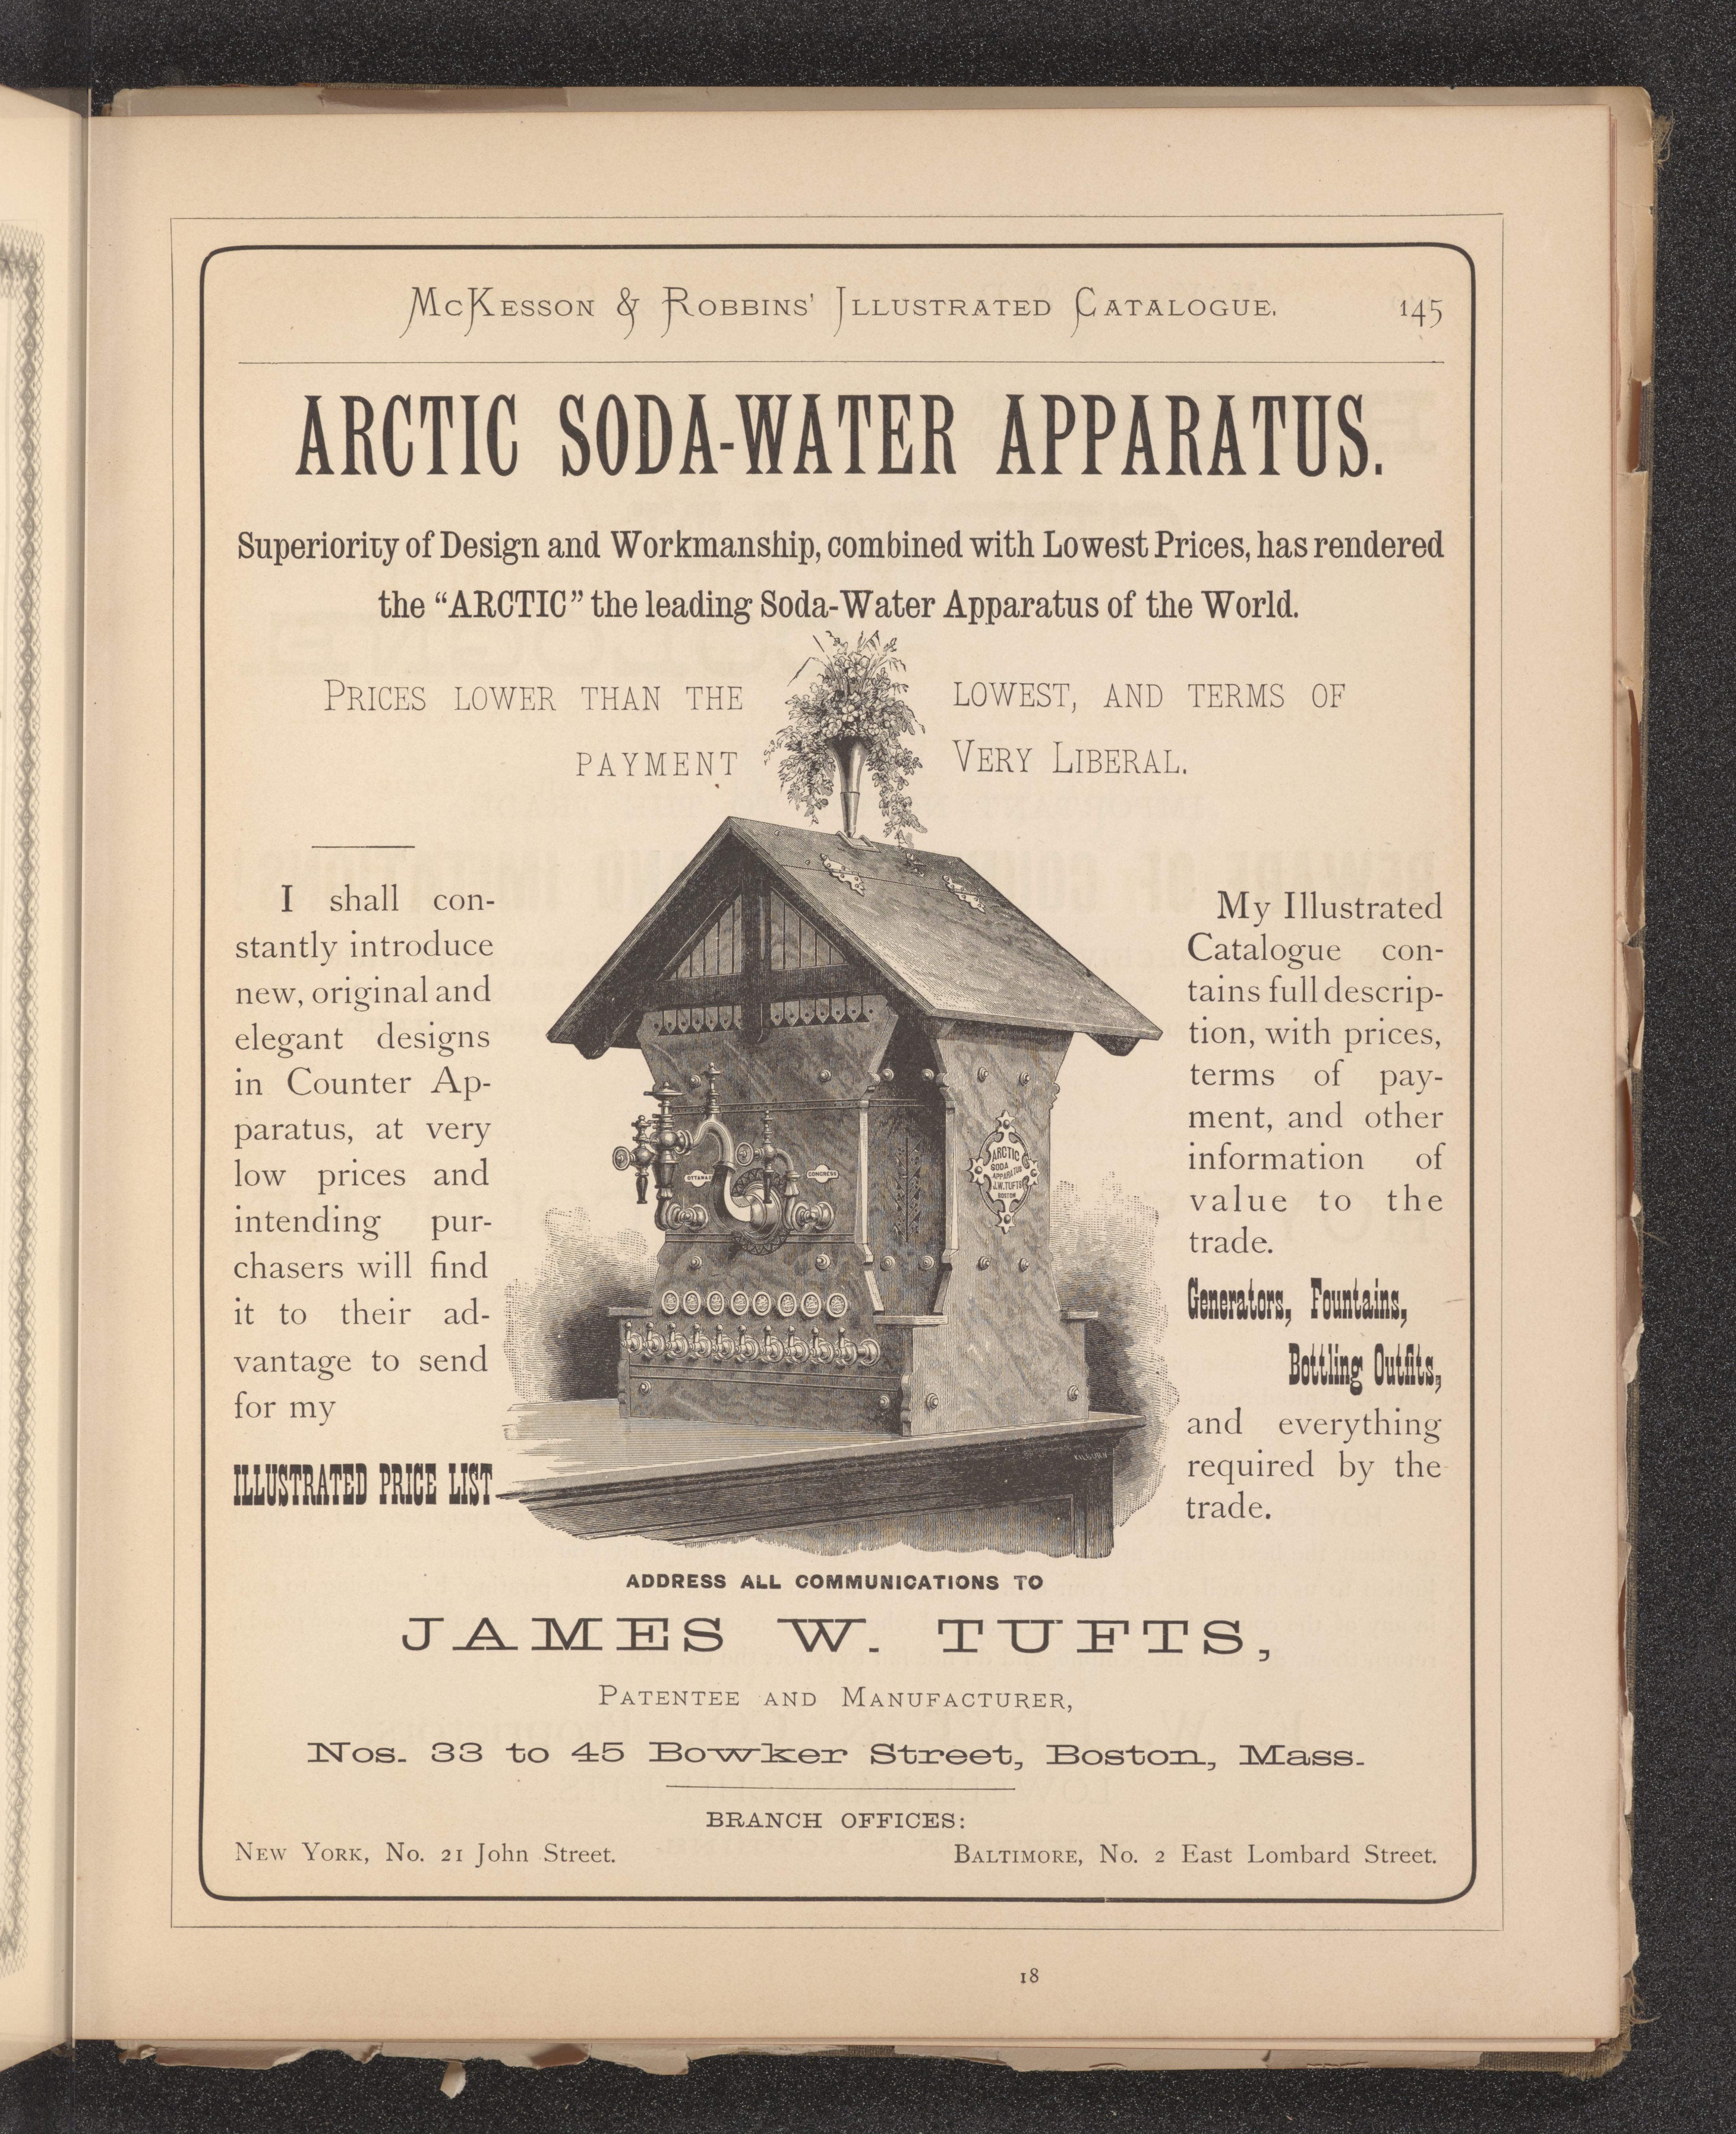 McKesson & Robbins' Illustrated Catalogue. 145
ARCTIC SODA-WATER APPARATUS.
Superiority of Design and Workmanship, combined with Lowest Prices, has rendered
the “ARCTIC” the leading Soda-Water Apparatus of the World.
Prices lower than the lowest, and terms of
payment Very Liberal.
I shall con-
stantly introduce
new, original and
elegant designs
in Counter Ap-
paratus, at very
low prices and
intending pur-
chasers will find
it to their ad-
vantage to send
for my
ILLUSTRATED PRICE LIST
OTTAWA
CONGRESS
ARCTIC
SODA
APPARATUS
J.W. TUFTS
BOSTON
KILBURN
My Illustrated
Catalogue con-
tains full descrip-
tion, with prices,
terms of pay-
ment, and other
information of
value to the
trade.
Generators, Fountains,
Bottling Outfits,
and everything
required by the
trade.
ADDRESS ALL COMMUNICATIONS TO
JAMES W. TUFTS,
Patentee and Manufacturer,
Nos. 33 to 45 Bowker Street, Boston, Mass.
BRANCH OFFICES:
New York, No. 21 John Street. Baltimore, No. 2 East Lombard Street.
18